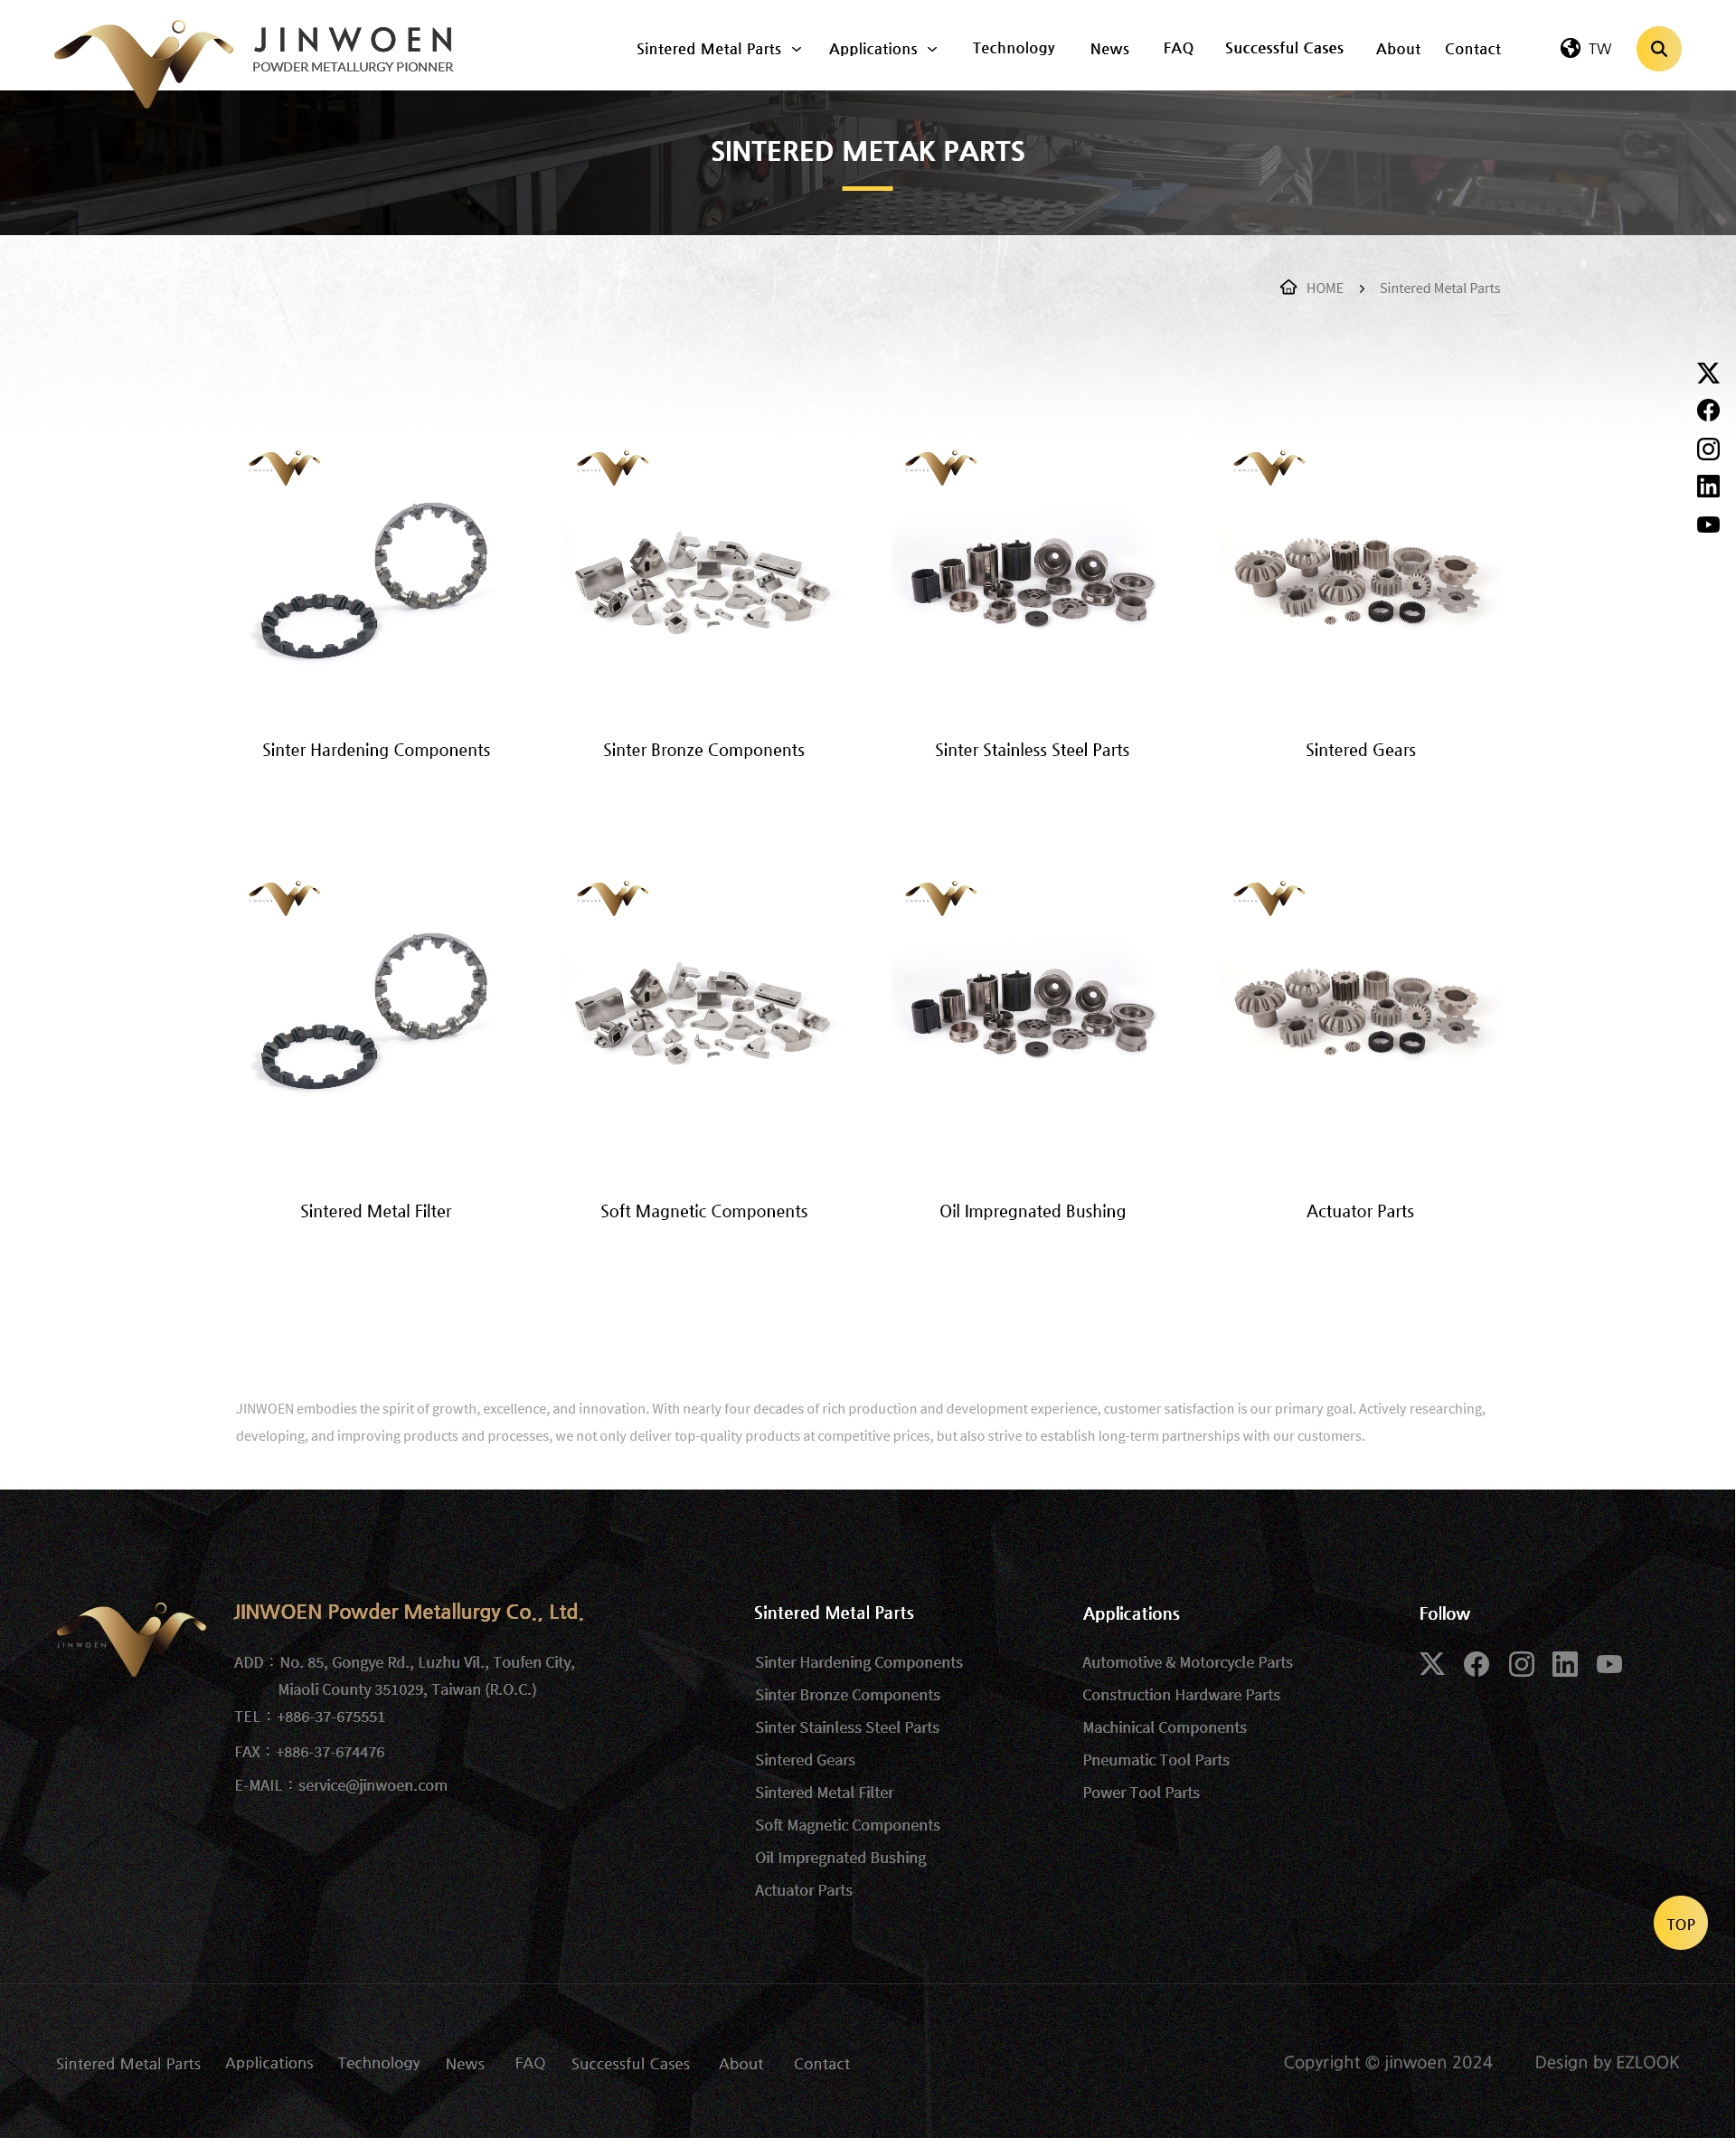 JINWOEN
POWDER METALLURGY PIONNER
Sintered Metal Parts Applications Technology News FAQ Successful Cases About Contact TW
SINTERED METAK PARTS
HOME > Sintered Metal Parts
Sinter Hardening Components Sinter Bronze Components Sinter Stainless Steel Parts Sintered Gears
Sintered Metal Filter Soft Magnetic Components Oil Impregnated Bushing Actuator Parts
JINWOEN embodies the spirit of growth, excellence, and innovation. With nearly four decades of rich production and development experience, customer satisfaction is our primary goal. Actively researching,
developing, and improving products and processes, we not only deliver top-quality products at competitive prices, but also strive to establish long-term partnerships with our customers.
JINWOEN
JINWOEN Powder Metallurgy Co., Ltd.
ADD：No. 85, Gongye Rd., Luzhu Vil., Toufen City,
Miaoli County 351029, Taiwan (R.O.C.)
TEL：+886-37-675551
FAX：+886-37-674476
E-MAIL：service@jinwoen.com
Sintered Metal Parts
Sinter Hardening Components
Sinter Bronze Components
Sinter Stainless Steel Parts
Sintered Gears
Sintered Metal Filter
Soft Magnetic Components
Oil Impregnated Bushing
Actuator Parts
Applications
Automotive & Motorcycle Parts
Construction Hardware Parts
Machinical Components
Pneumatic Tool Parts
Power Tool Parts
Follow
TOP
Sintered Metal Parts Applications Technology News FAQ Successful Cases About Contact
Copyright © jinwoen 2024 Design by EZLOOK